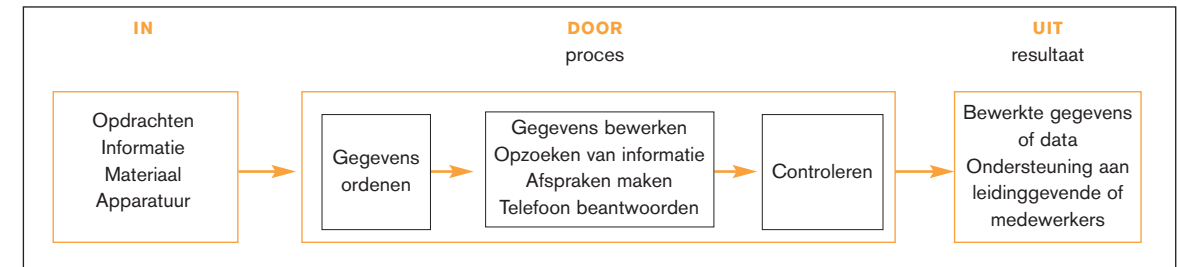 IN
DOOR
proces
UIT
resultaat
Opdrachten
Informatie
Materiaal
Apparatuur
Gegevens
ordenen
Gegevens bewerken
Opzoeken van informatie
Afspraken maken
Telefoon beantwoorden
Controleren
Bewerkte gegevens
of data
Ondersteuning aan
leidinggevende of
medewerkers